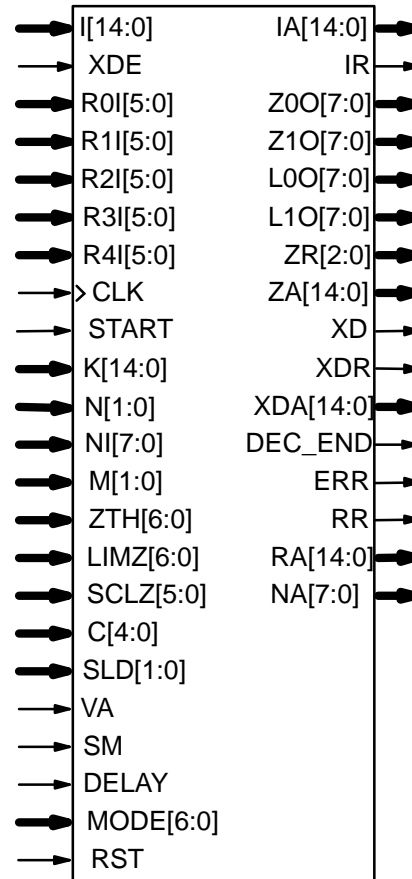 I[14:0] IA[14:0]
XDE IR
R0I[5:0] Z0O[7:0]
R1I[5:0] Z1O[7:0]
R2I[5:0] L0O[7:0]
R3I[5:0] L1O[7:0]
R4I[5:0] ZR[2:0]
CLK ZA[14:0]
START XD
K[14:0] XDR
N[1:0] XDA[14:0]
NI[7:0] DEC_END
M[1:0] ERR
ZTH[6:0] RR
LIMZ[6:0] RA[14:0]
SCLZ[5:0] NA[7:0]
C[4:0]
SLD[1:0]
VA
SM
DELAY
MODE[6:0]
RST